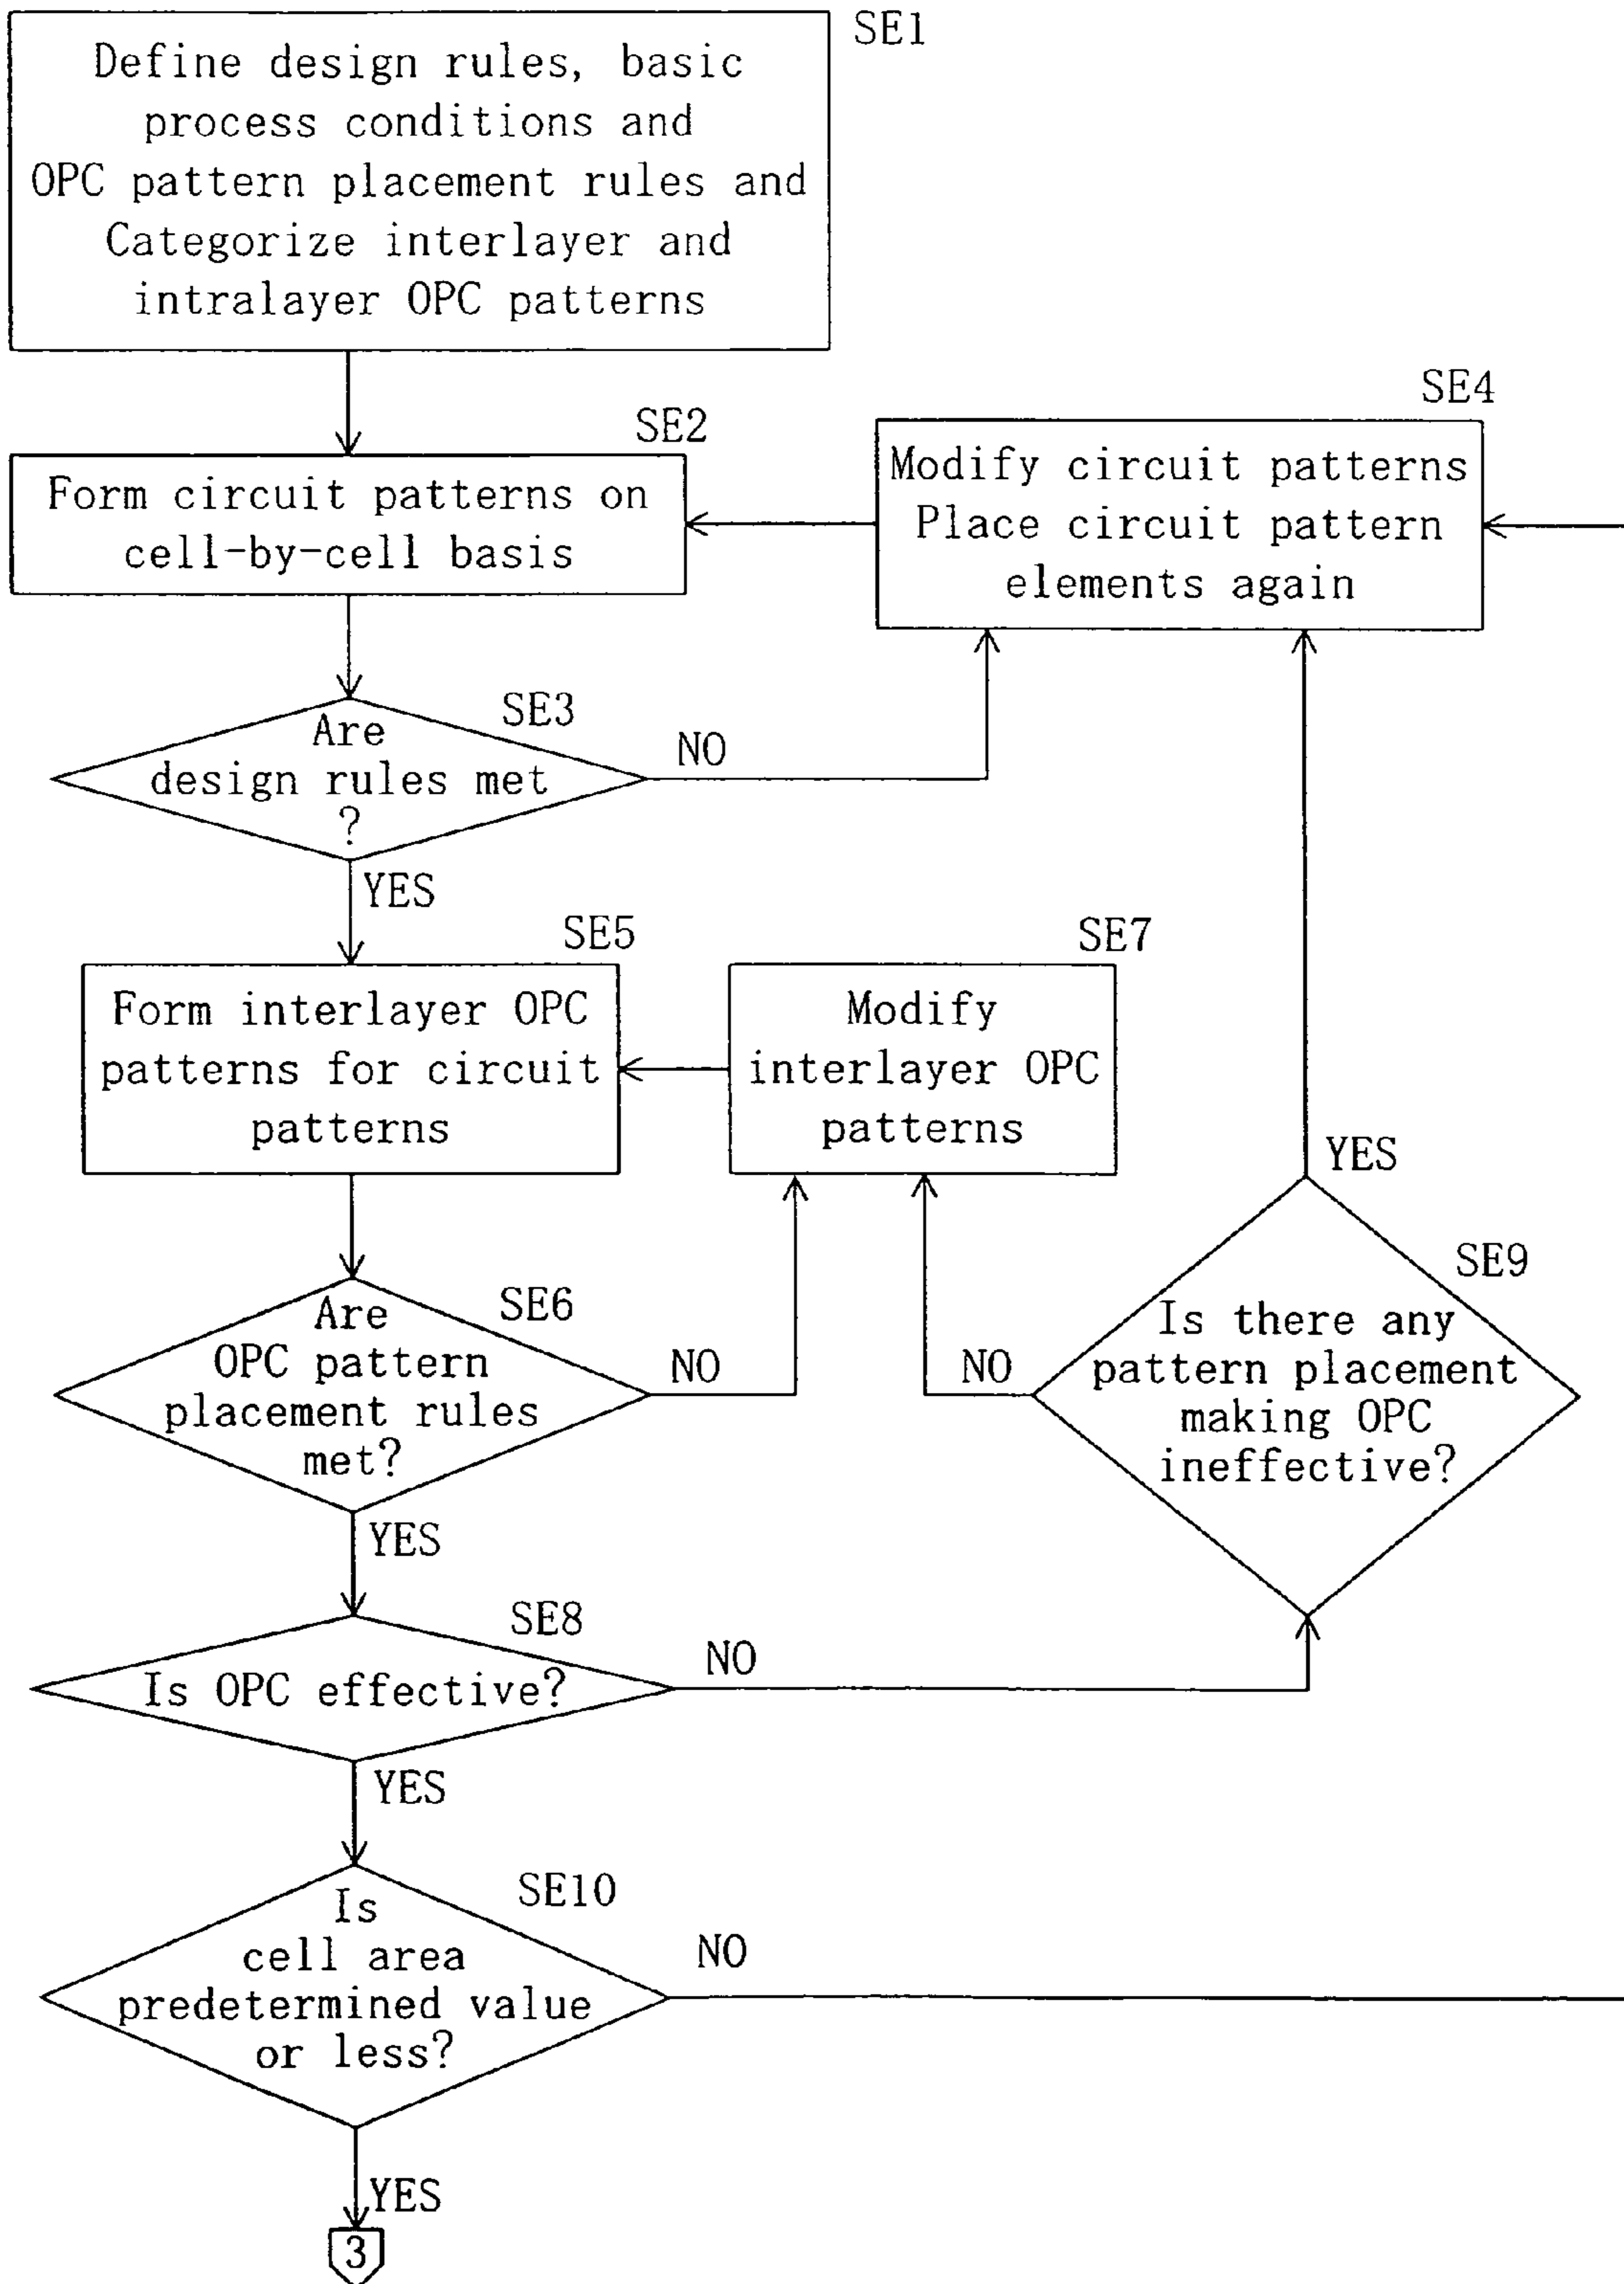 SE1
Define design rules, basic
process conditions and
OPC pattern placement rules and
Categorize interlayer and
intralayer OPC patterns
SE2
Form circuit patterns on
cell-by-cell basis
SE4
Modify circuit patterns
Place circuit pattern
elements again
SE3
Are
design rules met
?
NO
YES
SE5
Form interlayer OPC
patterns for circuit
patterns
SE7
Modify
interlayer OPC
patterns
SE6
Are
OPC pattern
placement rules
met?
NO
YES
SE9
Is there any
pattern placement
making OPC
ineffective?
NO
YES
SE8
Is OPC effective?
NO
YES
SE10
Is
cell area
predetermined value
or less?
NO
YES
3